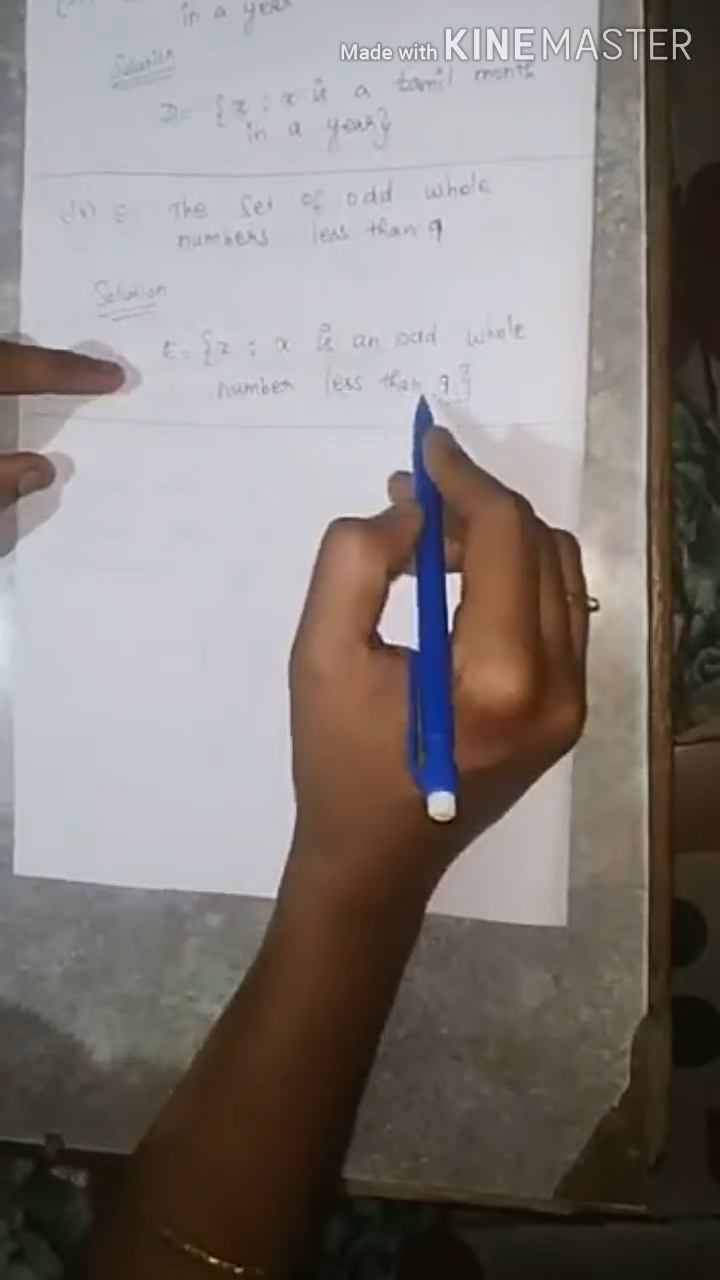 in a year
Made with KINEMASTER
Solution
D= {x : x is a tamil month
in a year}
E The set of odd whole
numbers less than 9
Solution
E = {x : x is an odd whole
number less than 9}